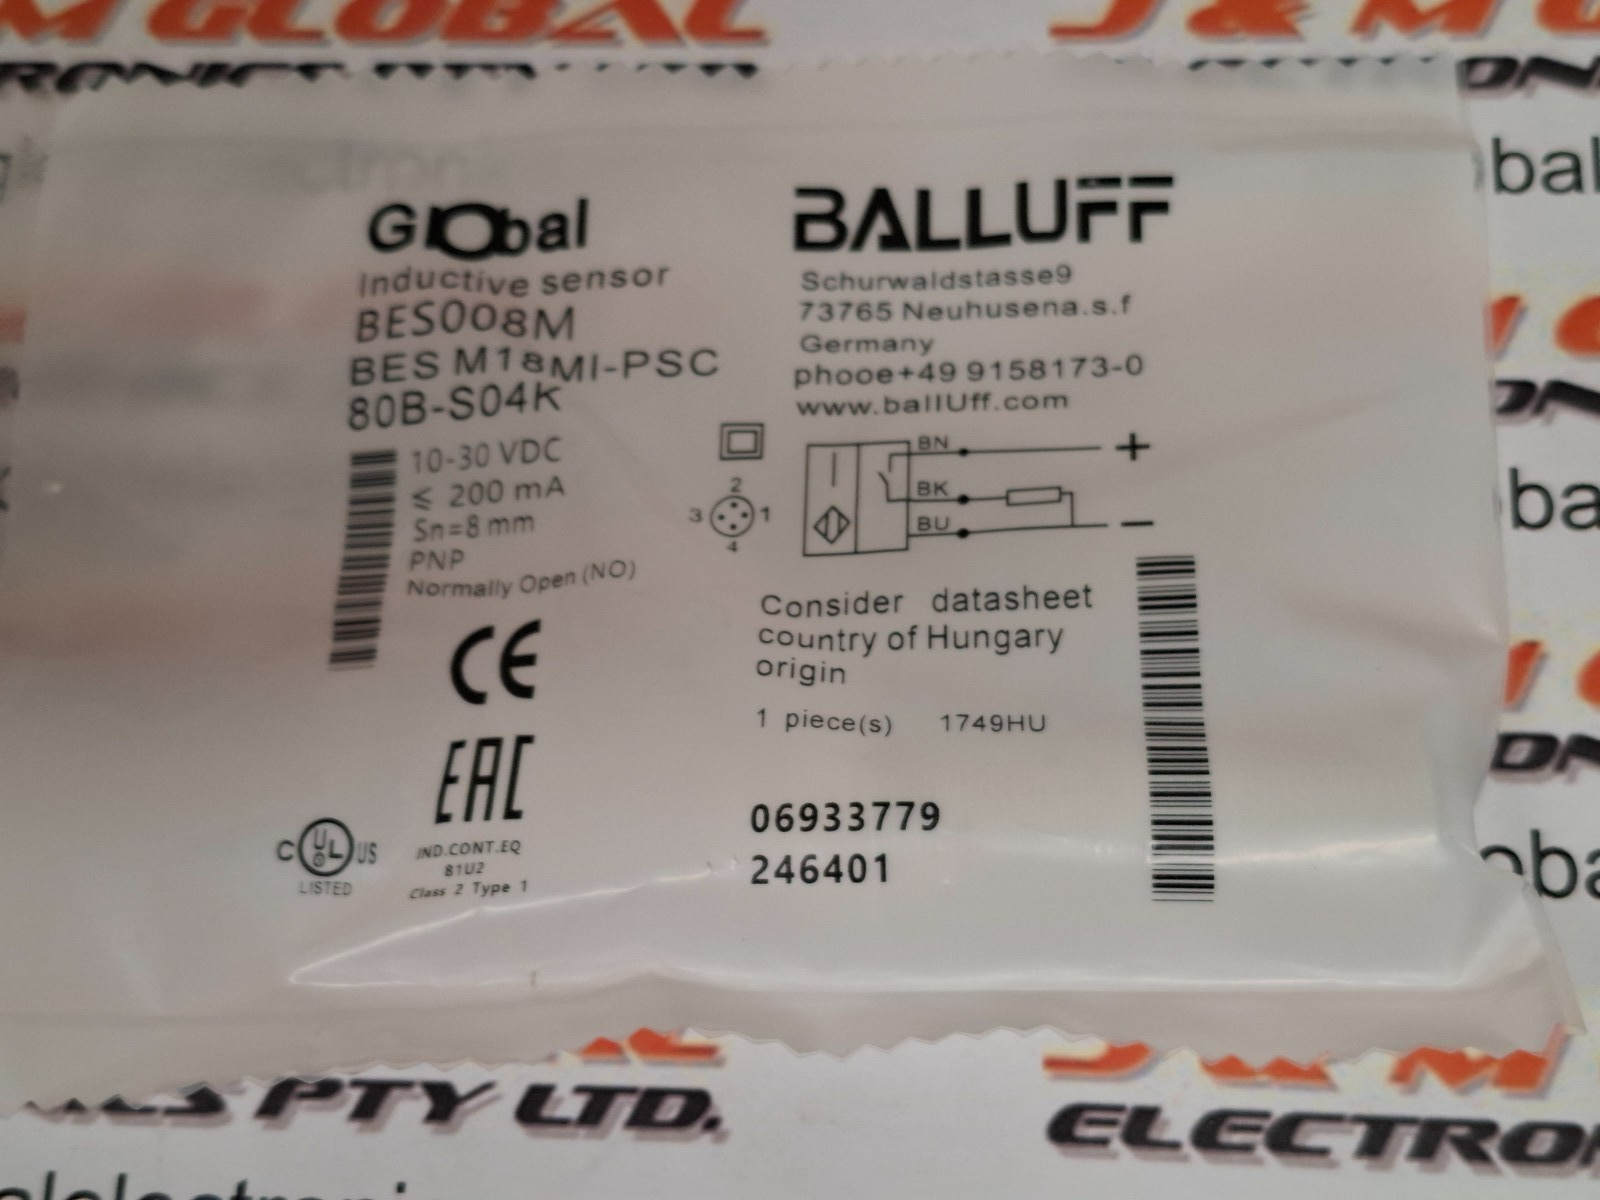 M GLOBAL
J & M G
Global
BALLUFF
inductive sensor
BES008M
BES M18MI-PSC
80B-S04K
Schurwaldstasse9
73765 Neuhusena.s.f
Germany
phooe+49 9158173-0
www.ballUff.com
10-30 VDC
≤ 200 mA
Sn=8 mm
PNP
Normally Open (NO)
2
3 1
4
BN +
BK
BU −
Consider datasheet
country of Hungary
origin
1 piece(s) 1749HU
CE
EAC
06933779
246401
C UL US
LISTED
IND.CONT.EQ
81U2
Class 2 Type 1
PTY LTD.
J & M
ELECTRO